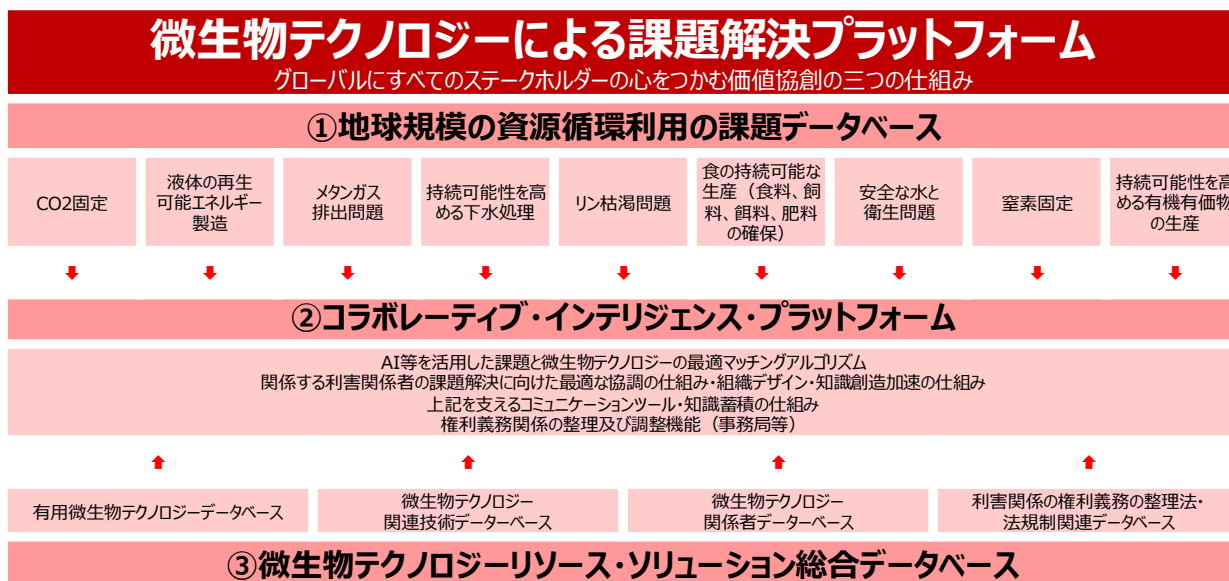 微生物テクノロジーによる課題解決プラットフォーム
グローバルにすべてのステークホルダーの心をつかむ価値協創の三つの仕組み
①地球規模の資源循環利用の課題データベース
CO2固定
液体の再生
可能エネルギー
製造
メタンガス
排出問題
持続可能性を高
める下水処理
リン枯渇問題
食の持続可能な
生産（食料、飼
料、餌料、肥料
の確保）
安全な水と
衛生問題
窒素固定
持続可能性を高
める有機有価物
の生産
②コラボレーティブ・インテリジェンス・プラットフォーム
AI等を活用した課題と微生物テクノロジーの最適マッチングアルゴリズム
関係する利害関係者の課題解決に向けた最適な協調の仕組み・組織デザイン・知識創造加速の仕組み
上記を支えるコミュニケーションツール・知識蓄積の仕組み
権利義務関係の整理及び調整機能（事務局等）
有用微生物テクノロジーデータベース
微生物テクノロジー
関連技術データーベース
微生物テクノロジー
関係者データーベース
利害関係の権利義務の整理法・
法規制関連データベース
③微生物テクノロジーリソース・ソリューション総合データベース